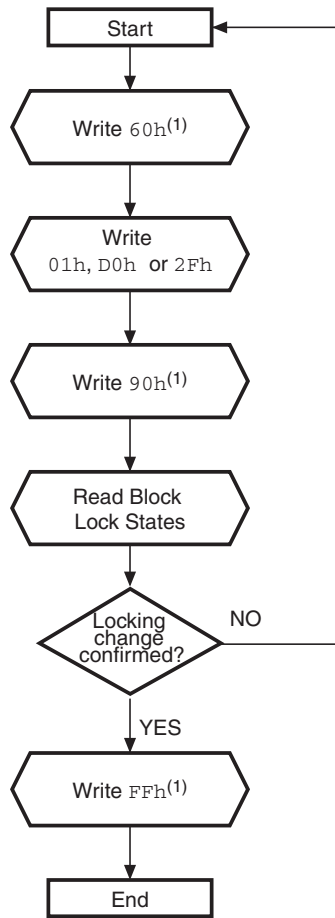 Start
Write 60h(1)
Write
01h, D0h or 2Fh
Write 90h(1)
Read Block
Lock States
Locking
change
confirmed?
NO
YES
Write FFh(1)
End